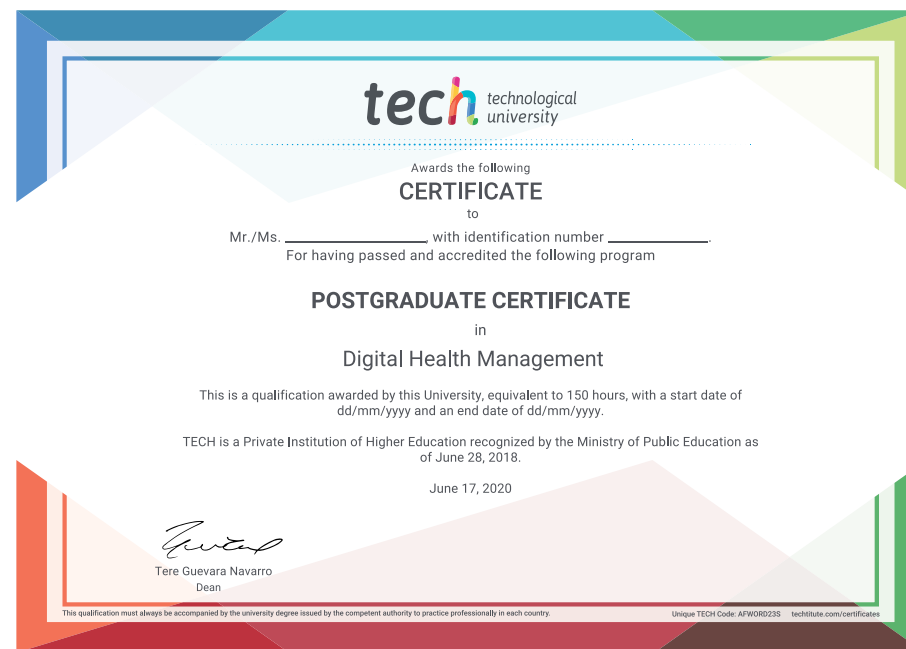 tech technological
university
Awards the following
CERTIFICATE
to
Mr./Ms. ____________________, with identification number ______________.
For having passed and accredited the following program
POSTGRADUATE CERTIFICATE
in
Digital Health Management
This is a qualification awarded by this University, equivalent to 150 hours, with a start date of
dd/mm/yyyy and an end date of dd/mm/yyyy.
TECH is a Private Institution of Higher Education recognized by the Ministry of Public Education as
of June 28, 2018.
June 17, 2020
Tere Guevara Navarro
Dean
This qualification must always be accompanied by the university degree issued by the competent authority to practice professionally in each country. Unique TECH Code: AFWORD23S techtitute.com/certificates